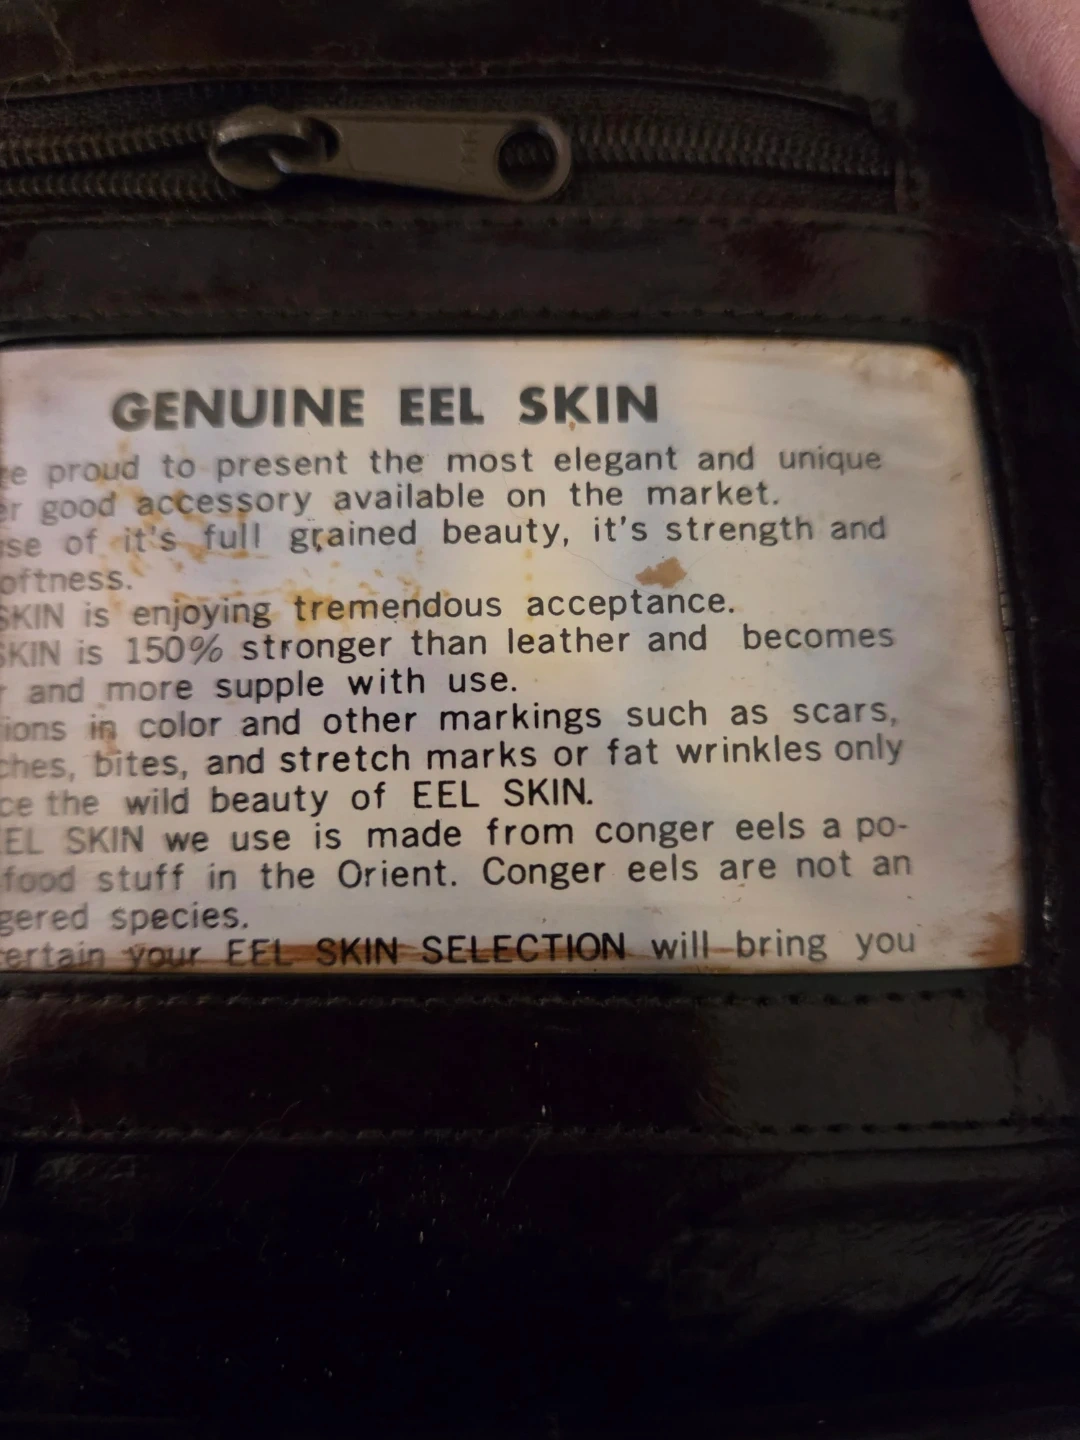 GENUINE EEL SKIN
e proud to present the most elegant and unique
er good accessory available on the market.
se of it's full grained beauty, it's strength and
oftness.
SKIN is enjoying tremendous acceptance.
SKIN is 150% stronger than leather and becomes
r and more supple with use.
ions in color and other markings such as scars,
ches, bites, and stretch marks or fat wrinkles only
ce the wild beauty of EEL SKIN.
EL SKIN we use is made from conger eels a po-
food stuff in the Orient. Conger eels are not an
gered species.
ertain your EEL SKIN SELECTION will bring you